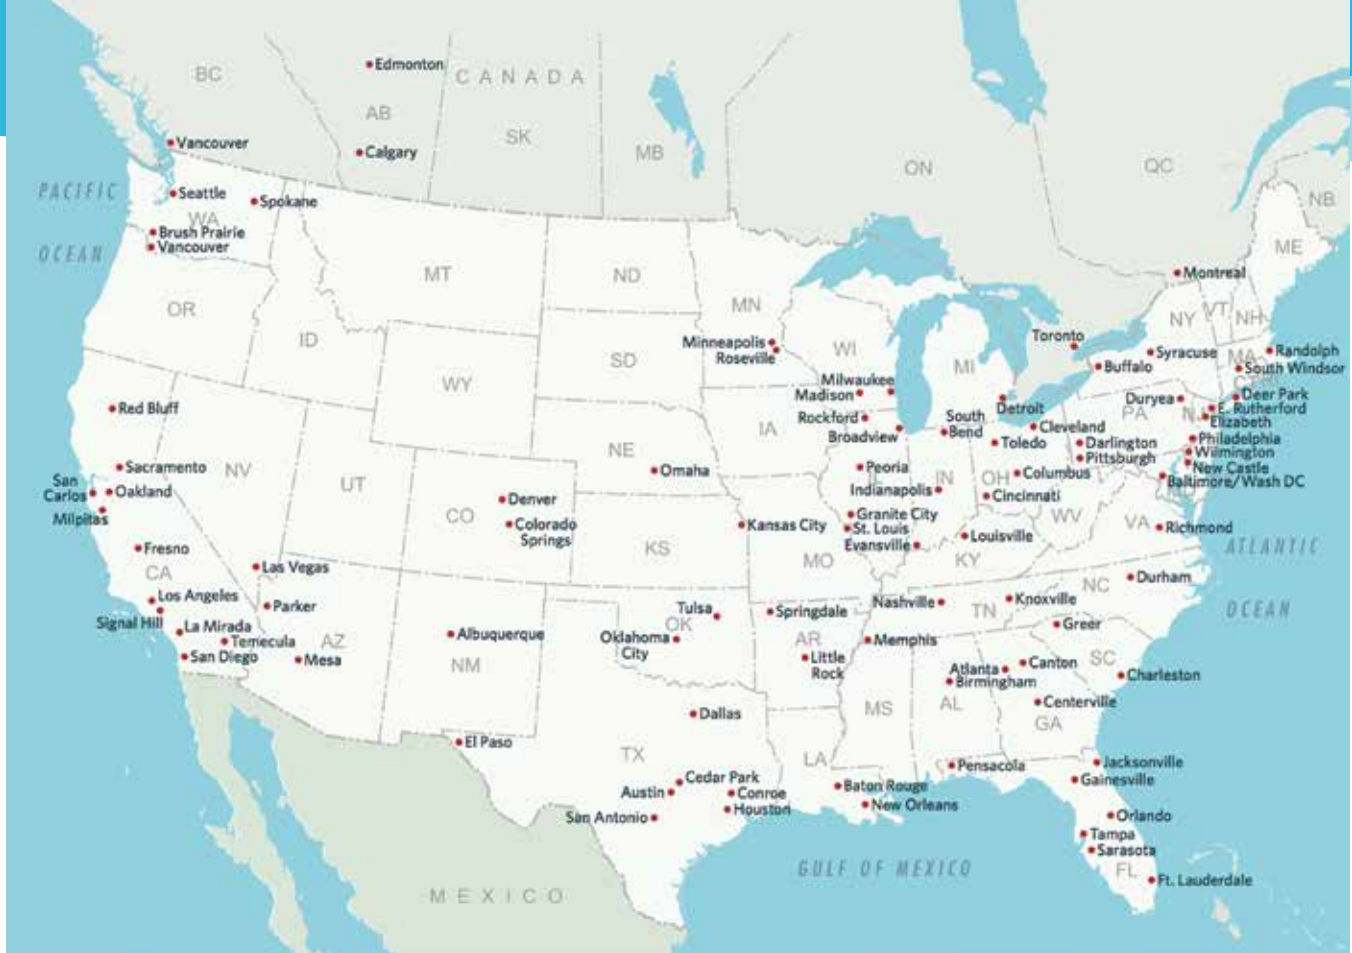 Edmonton
CANADA
BC
AB
SK
MB
ON
QC
NB
Vancouver
Calgary
PACIFIC
OCEAN
Seattle
Spokane
WA
Brush Prairie
Vancouver
MT
ND
MN
OR
ID
WY
SD
WI
MI
ME
Montreal
NY
VT
NH
MA
Toronto
Minneapolis
Roseville
Syracuse
Buffalo
Randolph
South Windsor
Milwaukee
Madison
Rockford
Broadview
South
Bend
Detroit
Cleveland
Toledo
Duryea
PA
NJ
Deer Park
E. Rutherford
Elizabeth
Darlington
Pittsburgh
Philadelphia
Wilmington
New Castle
Baltimore/Wash DC
Red Bluff
Sacramento
San
Carlos
Oakland
Milpitas
Fresno
CA
NV
UT
CO
Denver
Colorado
Springs
NE
Omaha
IA
KS
Kansas City
Peoria
Indianapolis
IN
OH
Columbus
Cincinnati
Granite City
St. Louis
Evansville
Louisville
MO
KY
WV
VA
Richmond
ATLANTIC
OCEAN
Las Vegas
Los Angeles
Signal Hill
La Mirada
Temecula
San Diego
Parker
AZ
Mesa
Albuquerque
NM
Tulsa
OK
Oklahoma
City
Springdale
AR
Little
Rock
Nashville
Memphis
TN
Knoxville
NC
Durham
Greer
SC
Charleston
Atlanta
Canton
Birmingham
Centerville
MS
AL
GA
Dallas
El Paso
TX
Cedar Park
Austin
Conroe
Houston
San Antonio
LA
Baton Rouge
New Orleans
Pensacola
Jacksonville
Gainesville
Orlando
Tampa
Sarasota
FL
Ft. Lauderdale
GULF OF MEXICO
MEXICO